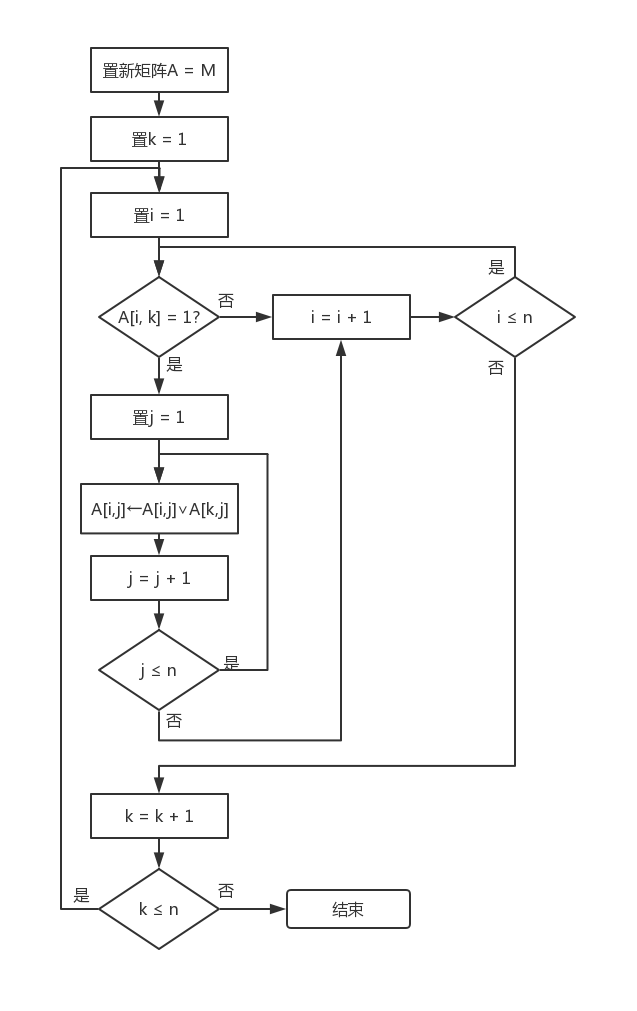 置新矩阵A = M
置k = 1
置i = 1
是
否
A[i, k] = 1?
i = i + 1
i ≤ n
是
否
置j = 1
A[i,j]←A[i,j]∨A[k,j]
j = j + 1
是
j ≤ n
否
k = k + 1
是
否
k ≤ n
结束